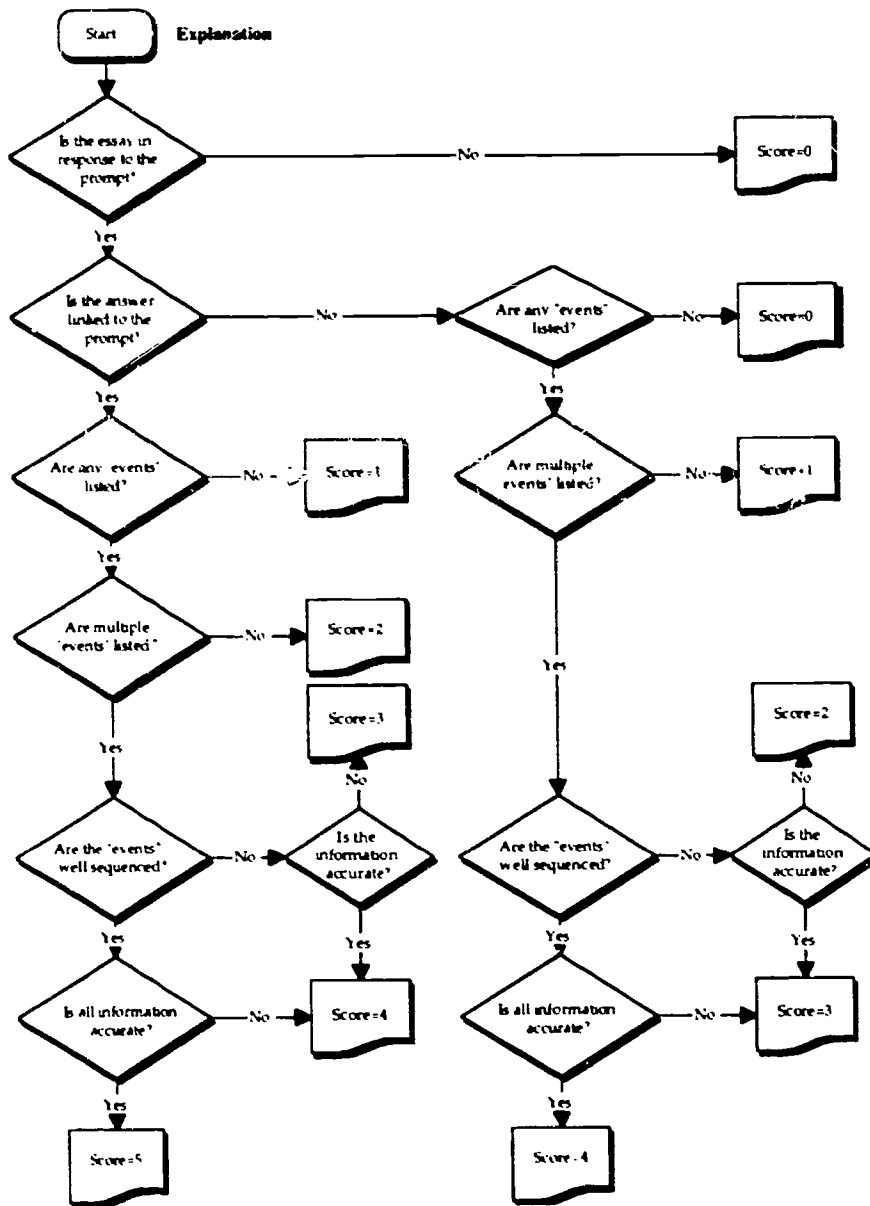 Start
Explanation
Is the essay in
response to the
prompt?
No
Score=0
Yes
Is the answer
linked to the
prompt?
No
Are any "events"
listed?
No
Score=0
Yes
Yes
Are any "events"
listed?
No
Score=1
Are multiple
"events" listed?
No
Score=1
Yes
Are multiple
"events" listed?
No
Score=2
Yes
Score=3
Score=2
Yes
No
No
Are the "events"
well sequenced?
No
Is the
information
accurate?
Are the "events"
well sequenced?
No
Is the
information
accurate?
Yes
Yes
Yes
Yes
Is all information
accurate?
No
Score=4
Is all information
accurate?
No
Score=3
Yes
Yes
Score=5
Score=4